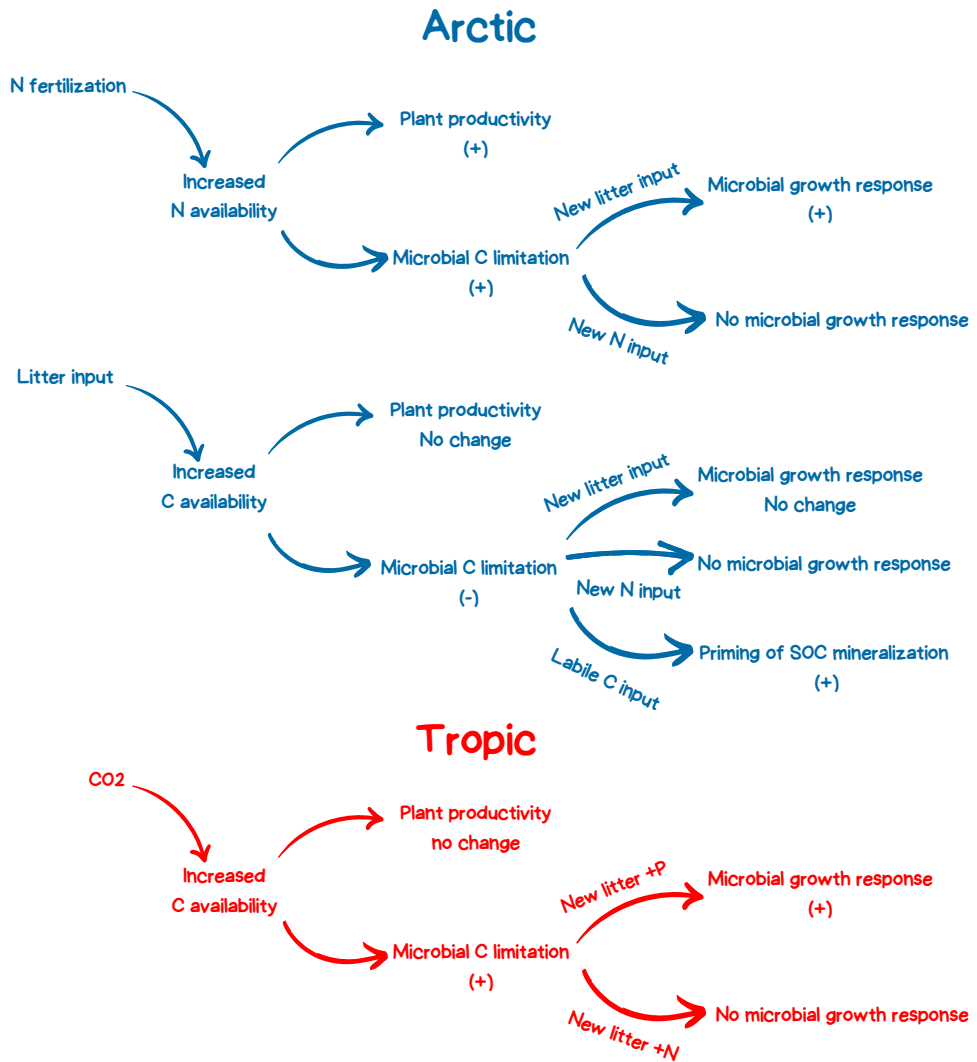 Arctic
N fertilization
Plant productivity
(+)
Increased
N availability
New litter input
Microbial growth response
(+)
Microbial C limitation
(+)
New N input
No microbial growth response
Litter input
Plant productivity
No change
Increased
C availability
New litter input
Microbial growth response
No change
Microbial C limitation
(-)
No microbial growth response
New N input
Labile C input
Priming of SOC mineralization
(+)
Tropic
CO2
Plant productivity
no change
Increased
C availability
New litter +P
Microbial growth response
(+)
Microbial C limitation
(+)
New litter +N
No microbial growth response